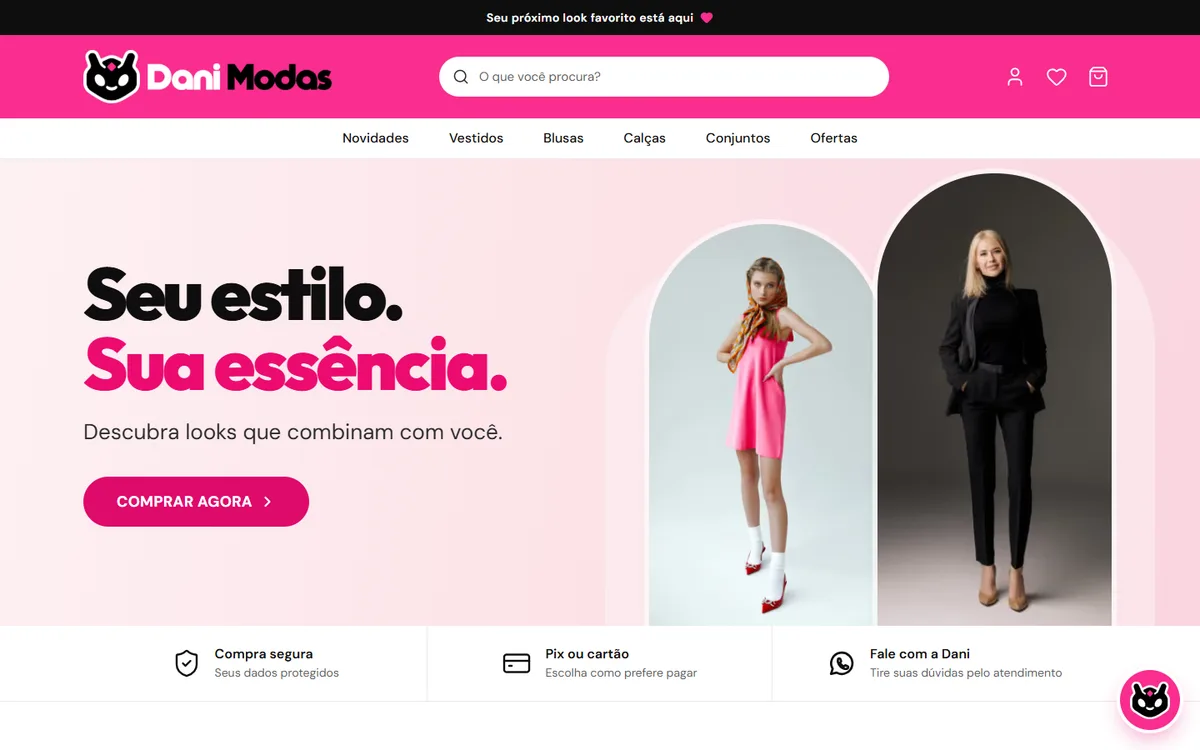 Seu próximo look favorito está aqui
Dani Modas
O que você procura?
Novidades
Vestidos
Blusas
Calças
Conjuntos
Ofertas
Seu estilo.
Sua essência.
Descubra looks que combinam com você.
COMPRAR AGORA
Compra segura
Seus dados protegidos
Pix ou cartão
Escolha como prefere pagar
Fale com a Dani
Tire suas dúvidas pelo atendimento